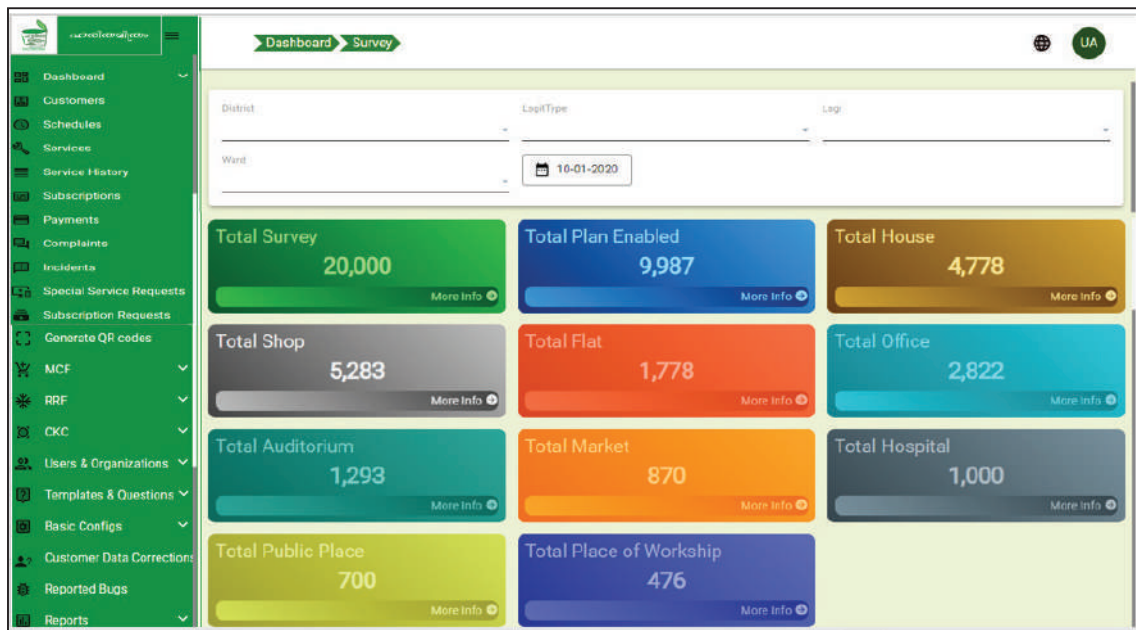 Dashboard Survey
UA
Dashboard
Customers
Schedules
Services
Service History
Subscriptions
Payments
Complaints
Incidents
Special Service Requests
Subscription Requests
Generate QR codes
MCF
RRF
CKC
Users & Organizations
Templates & Questions
Basic Configs
Customer Data Corrections
Reported Bugs
Reports
District
LsgiTType
Lsgi
Ward
10-01-2020
Total Survey
20,000
More Info
Total Plan Enabled
9,987
More Info
Total House
4,778
More Info
Total Shop
5,283
More Info
Total Flat
1,778
More Info
Total Office
2,822
More Info
Total Auditorium
1,293
More Info
Total Market
870
More Info
Total Hospital
1,000
More Info
Total Public Place
700
More Info
Total Place of Workship
476
More Info